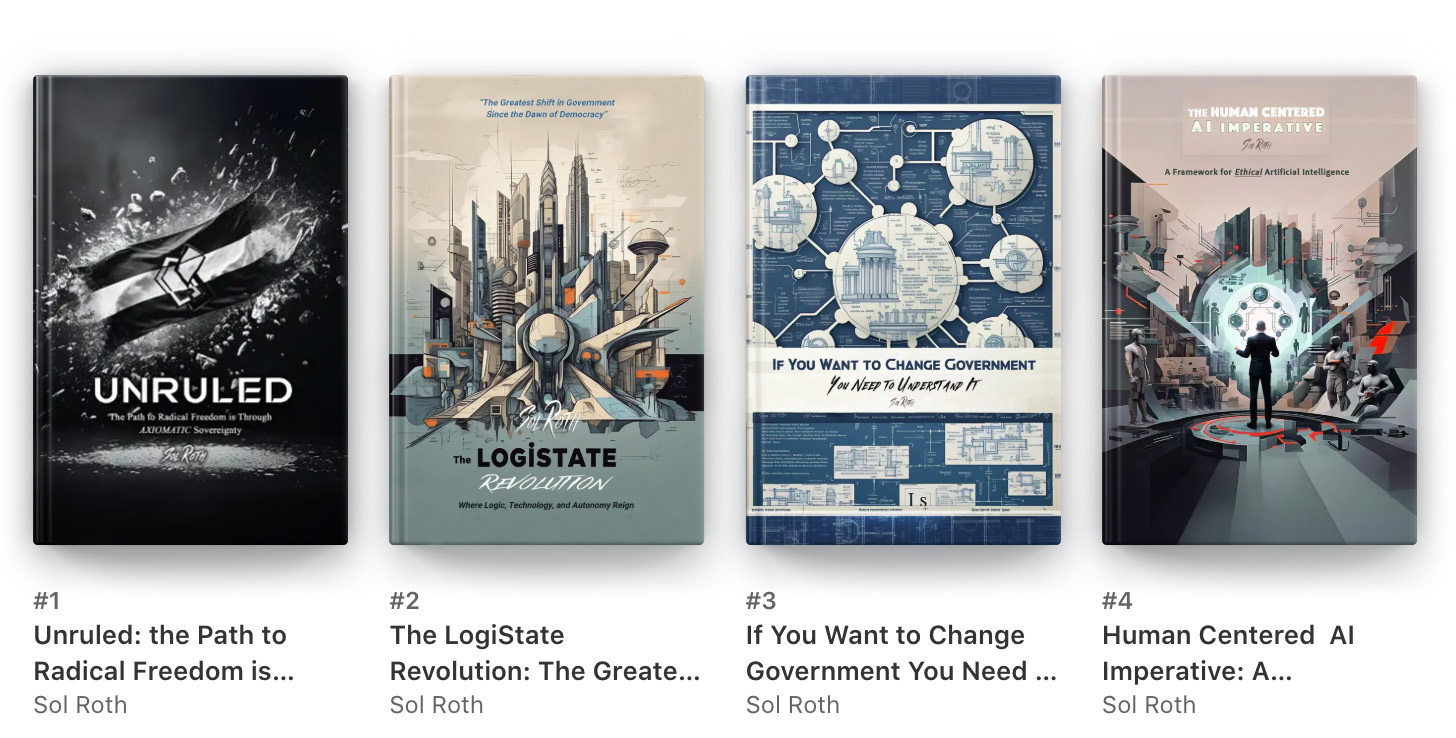 UNRULED
The Path to Radical Freedom is Through
AXIOMATIC Sovereignty
Sol Roth
"The Greatest Shift in Government
Since the Dawn of Democracy"
Sol Roth
The LOGiSTATE
REVOLUTION
Where Logic, Technology, and Autonomy Reign
If You Want to Change Government
You Need to Understand It
Sol Roth
Ls
THE HUMAN CENTERED
AI IMPERATIVE
Sol Roth
A Framework for Ethical Artificial Intelligence
#1
Unruled: the Path to
Radical Freedom is...
Sol Roth
#2
The LogiState
Revolution: The Greate...
Sol Roth
#3
If You Want to Change
Government You Need ...
Sol Roth
#4
Human Centered  AI
Imperative: A...
Sol Roth